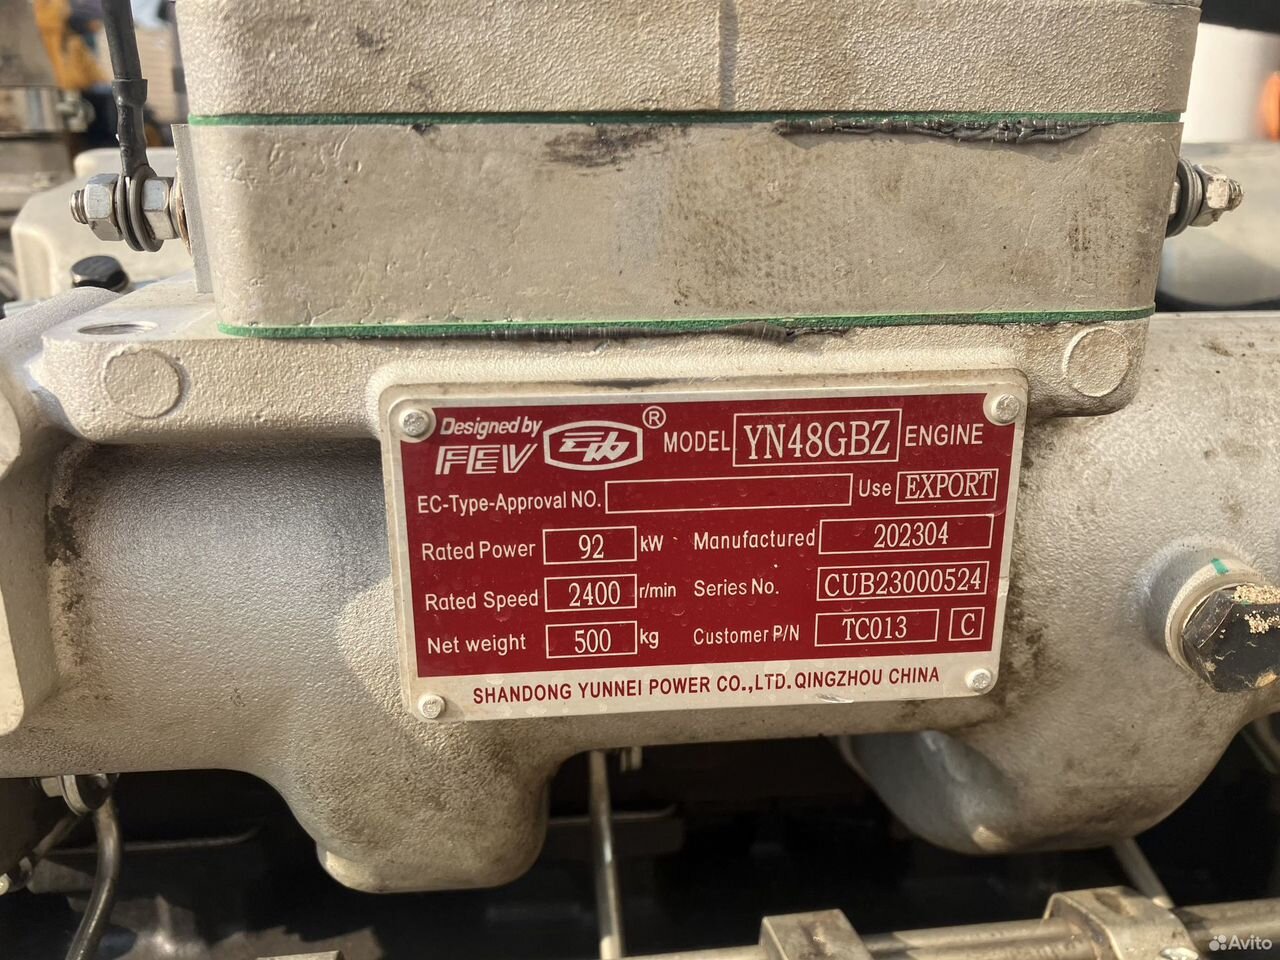 Designed by
FEV
® MODEL YN48GBZ ENGINE
EC-Type-Approval NO. Use EXPORT
Rated Power 92 kW Manufactured 202304
Rated Speed 2400 r/min Series No. CUB23000524
Net weight 500 kg Customer P/N TC013 C
SHANDONG YUNNEI POWER CO.,LTD.QINGZHOU CHINA
Avito